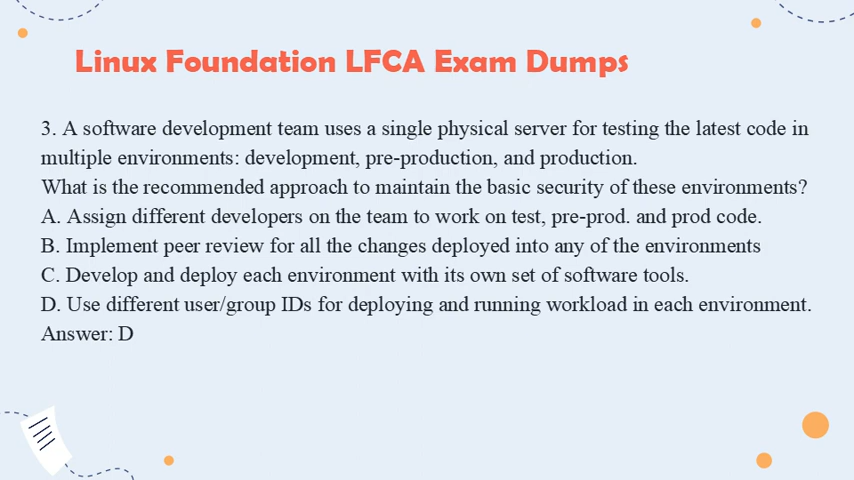 Linux Foundation LFCA Exam Dumps
3. A software development team uses a single physical server for testing the latest code in
multiple environments: development, pre-production, and production.
What is the recommended approach to maintain the basic security of these environments?
A. Assign different developers on the team to work on test, pre-prod. and prod code.
B. Implement peer review for all the changes deployed into any of the environments
C. Develop and deploy each environment with its own set of software tools.
D. Use different user/group IDs for deploying and running workload in each environment.
Answer: D